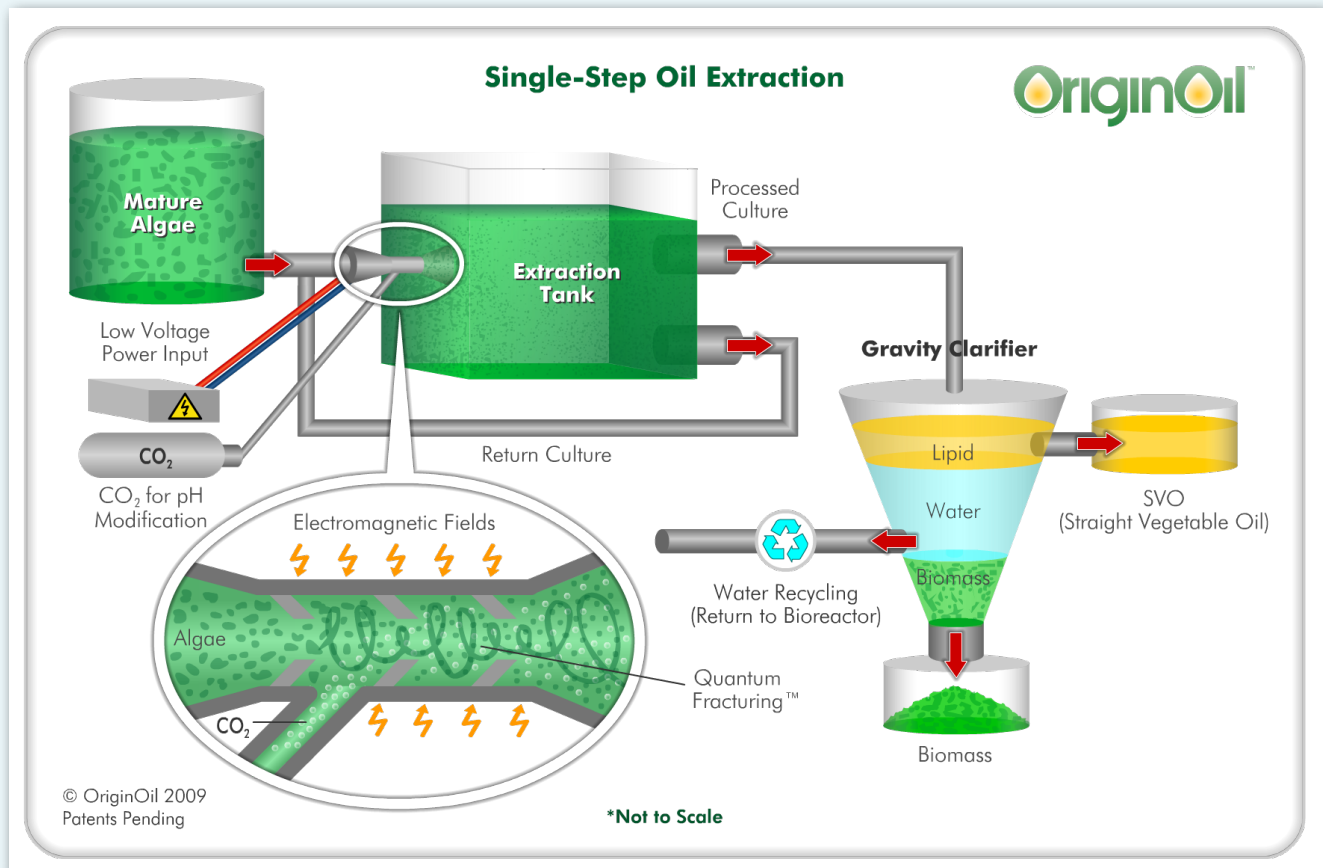 Single-Step Oil Extraction
OriginOil™
Mature
Algae
Processed
Culture
Extraction
Tank
Low Voltage
Power Input
Gravity Clarifier
CO₂
CO₂ for pH
Modification
Return Culture
Lipid
SVO
(Straight Vegetable Oil)
Water
Electromagnetic Fields
Biomass
Water Recycling
(Return to Bioreactor)
Algae
Quantum
Fracturing™
CO₂
Biomass
© OriginOil 2009
Patents Pending
*Not to Scale